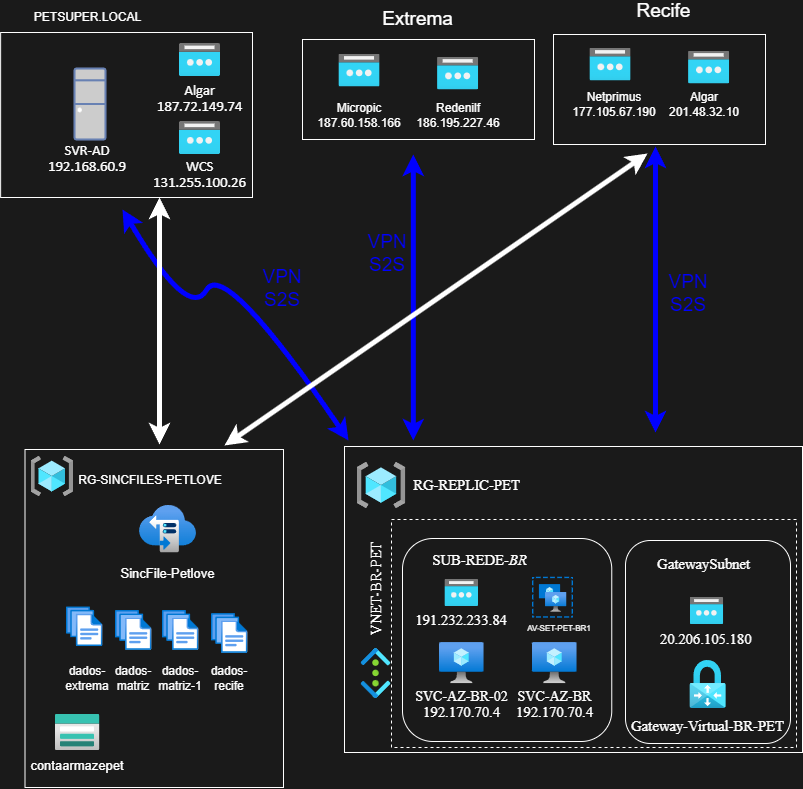 PETSUPER.LOCAL
Algar
187.72.149.74
SVR-AD
192.168.60.9
WCS
131.255.100.26
Extrema
Micropic
187.60.158.166
Redenilf
186.195.227.46
Recife
Netprimus
177.105.67.190
Algar
201.48.32.10
VPN
S2S
VPN
S2S
VPN
S2S
RG-SINCFILES-PETLOVE
SincFile-Petlove
dados-
extrema
dados-
matriz
dados-
matriz-1
dados-
recife
contaarmazepet
RG-REPLIC-PET
VNET-BR-PET
SUB-REDE-BR
191.232.233.84
AV-SET-PET-BR1
SVC-AZ-BR-02
192.170.70.4
SVC-AZ-BR
192.170.70.4
GatewaySubnet
20.206.105.180
Gateway-Virtual-BR-PET